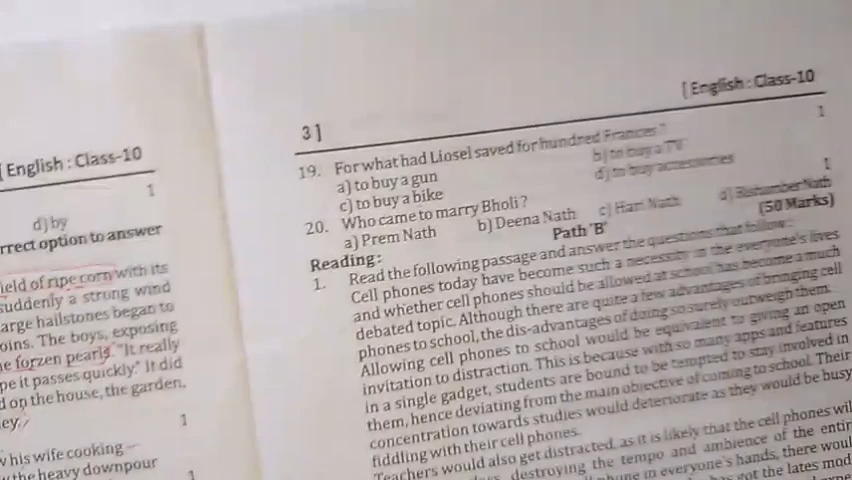 [ English : Class-10
1
d) by
rrect option to answer
ield of ripe corn with its
suddenly a strong wind
arge hailstones began to
oins. The boys, exposing
e forzen pearls. "It really
pe it passes quickly." It did
d on the house, the garden,
ey.
1
his wife cooking –
the heavy downpour
1
3 ]
[ English : Class-10
19. For what had Liosel saved for hundred Frances ?
1
a) to buy a gun b) to buy a TV
c) to buy a bike d) to buy accessories
20. Who came to marry Bholi ?
1
a) Prem Nath b) Deena Nath c) Hari Nath d) Bishamber Nath
Path 'B'
(50 Marks)
Reading:
1. Read the following passage and answer the questions that follow :
Cell phones today have become such a necessity in the everyone's lives
and whether cell phones should be allowed at school has become a much
debated topic. Although there are quite a few advantages of bringing cell
phones to school, the dis-advantages of doing so surely outweigh them.
Allowing cell phones to school would be equivalent to giving an open
invitation to distraction. This is because with so many apps and features
in a single gadget, students are bound to be tempted to stay involved in
them, hence deviating from the main objective of coming to school. Their
concentration towards studies would deteriorate as they would be busy
fiddling with their cell phones.
Teachers would also get distracted, as it is likely that the cell phones wil
destroying the tempo and ambience of the entir
in everyone's hands, there woul
got the lates mod